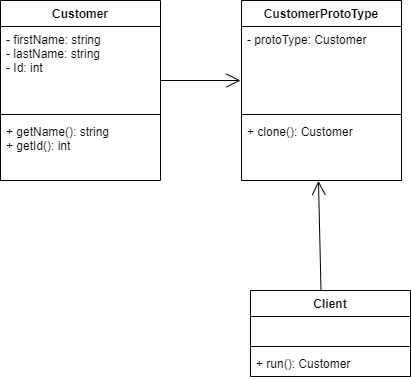 Customer
- firstName: string
- lastName: string
- Id: int
+ getName(): string
+ getId(): int
CustomerProtoType
- protoType: Customer
+ clone(): Customer
Client
+ run(): Customer